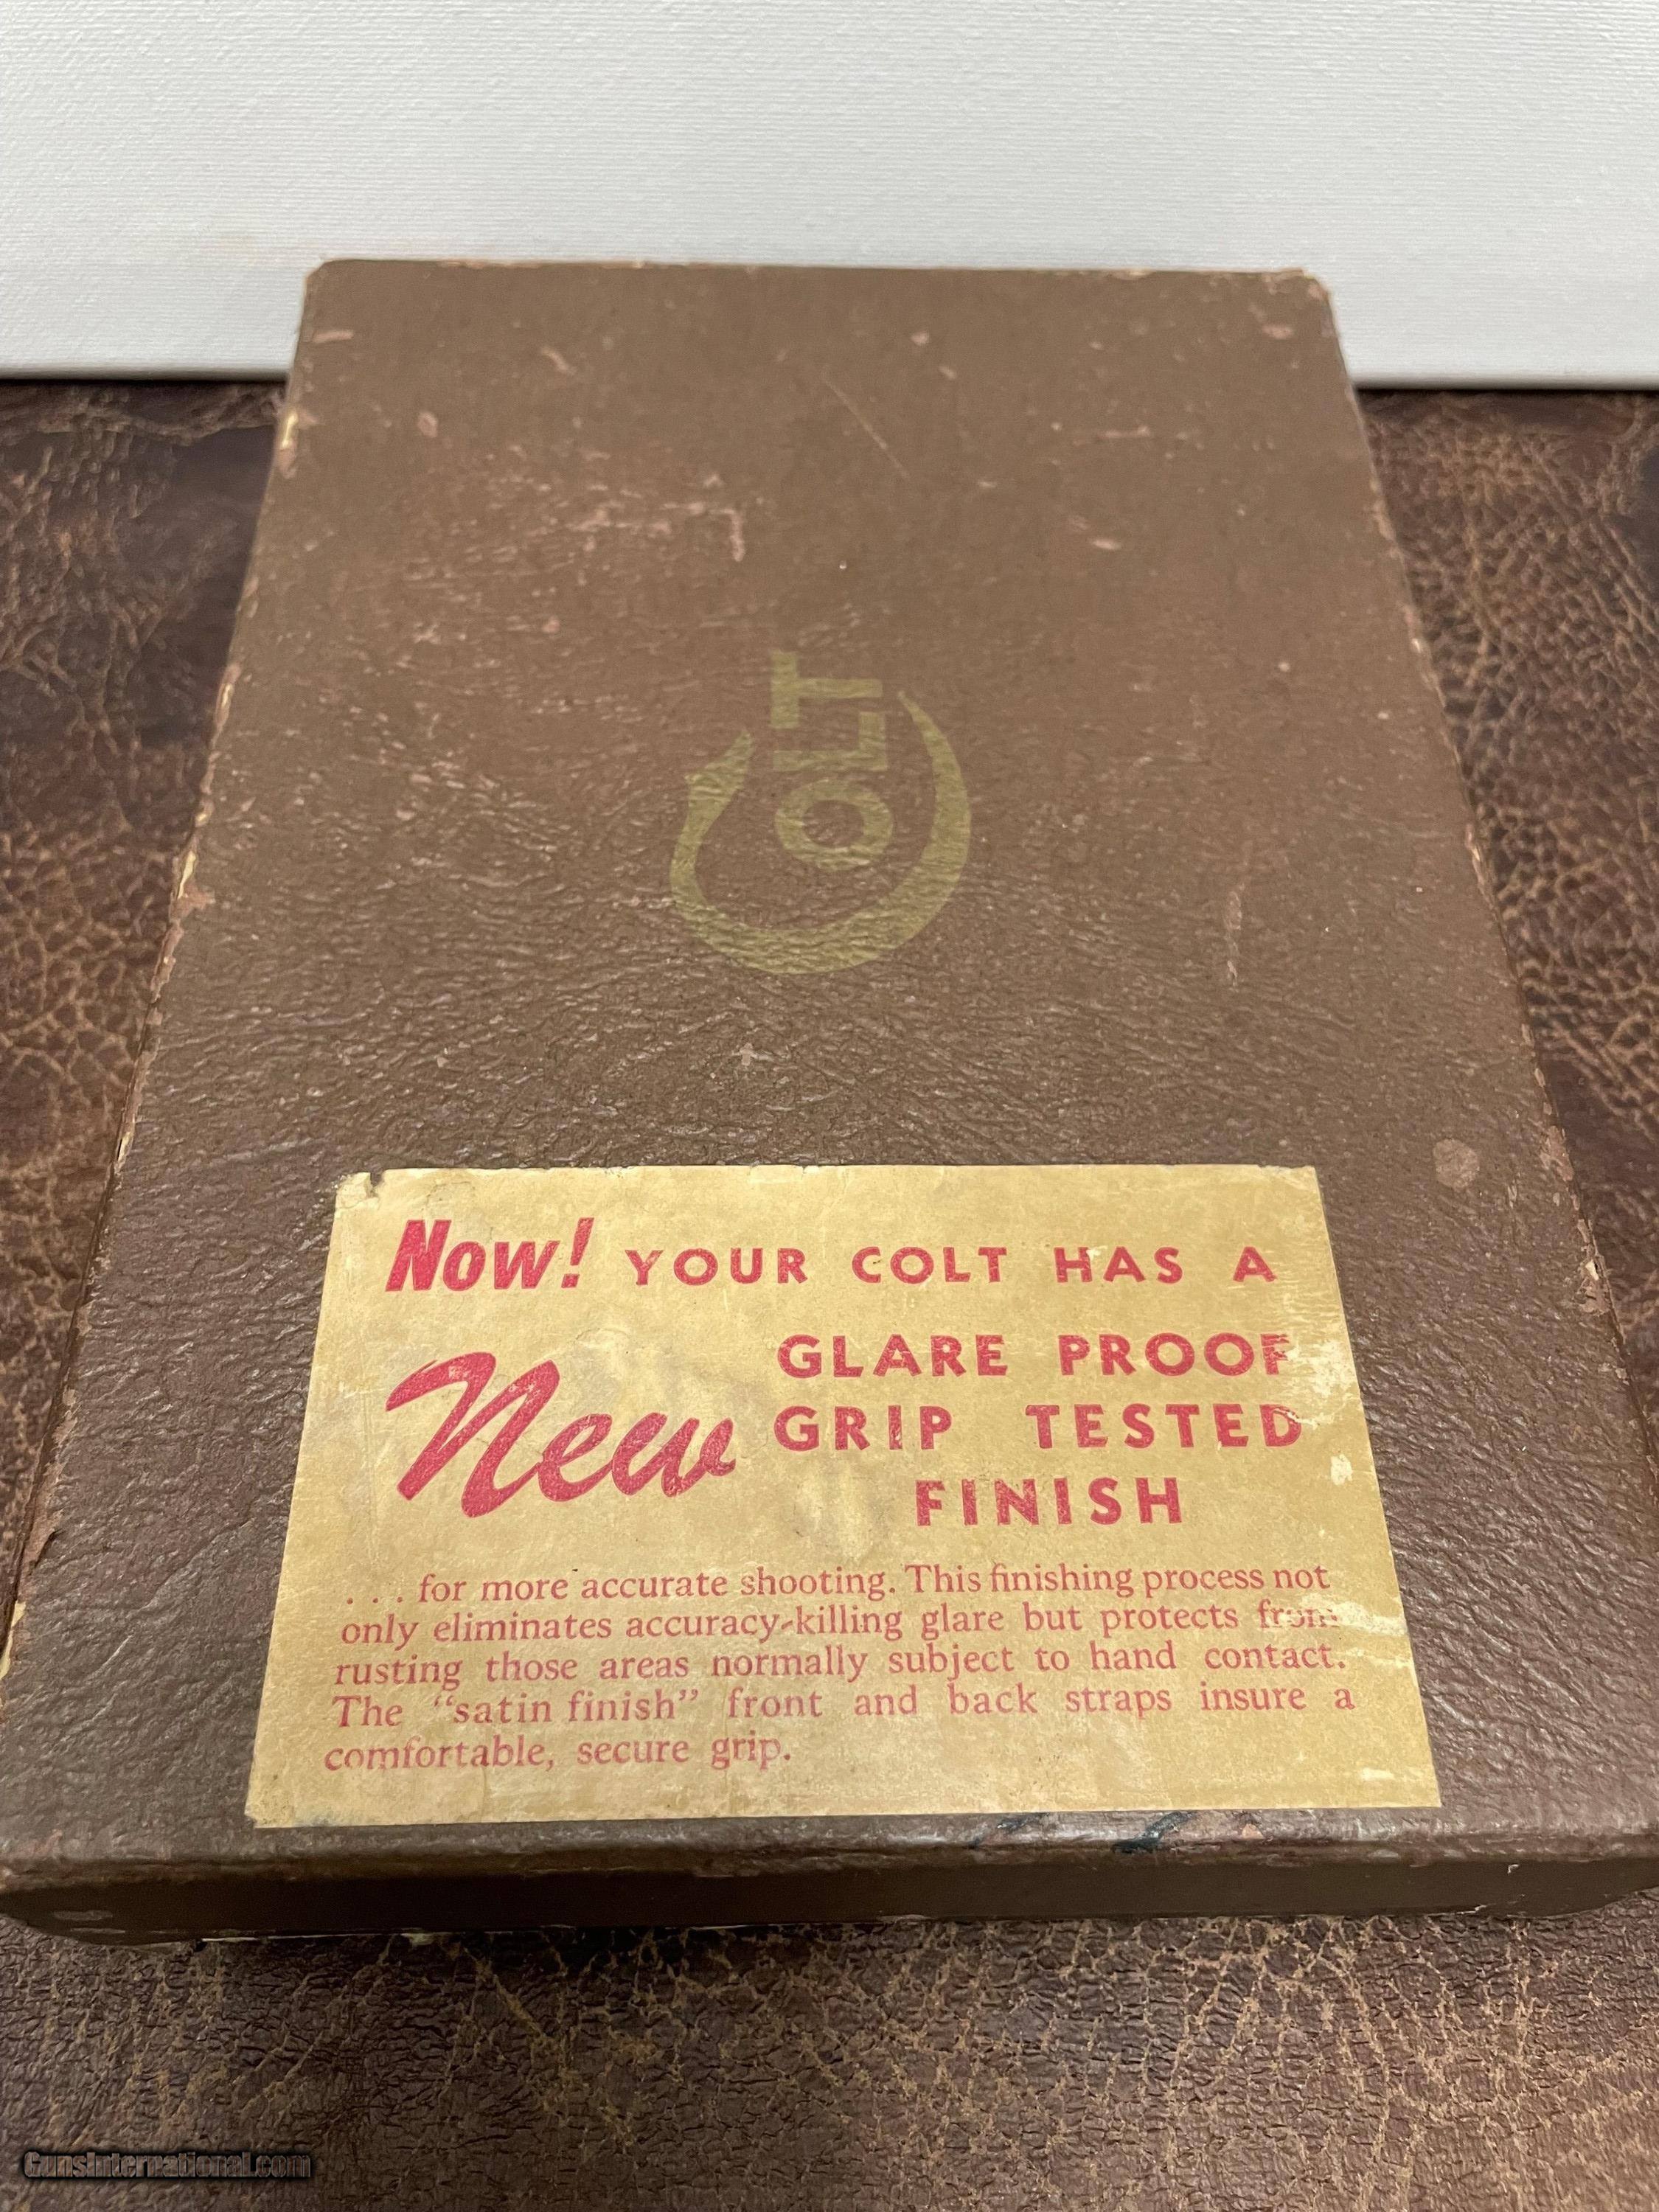 COLT
Now! YOUR COLT HAS A
New GLARE PROOF
GRIP TESTED
FINISH
. . . for more accurate shooting. This finishing process not
only eliminates accuracy-killing glare but protects from
rusting those areas normally subject to hand contact.
The "satin finish" front and back straps insure a
comfortable, secure grip.
GunsInternational.com